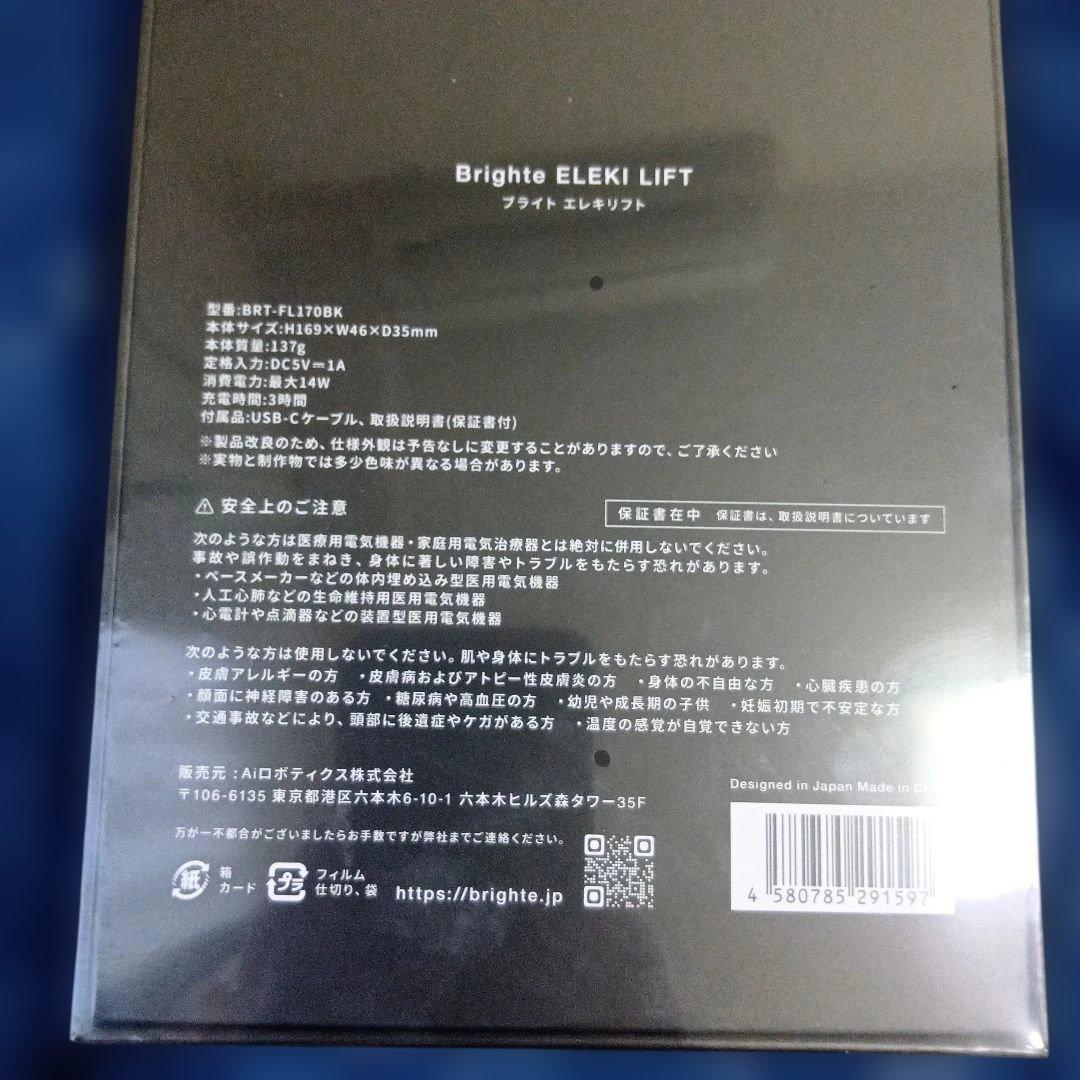 Brighte ELEKI LIFT
ブライト エレキリフト
型番:BRT-FL170BK
本体サイズ:H169×W46×D35mm
本体質量:137g
定格入力:DC5V⎓1A
消費電力:最大14W
充電時間:3時間
付属品:USB-Cケーブル、取扱説明書(保証書付)
※製品改良のため、仕様外観は予告なしに変更することがありますので、ご了承ください
※実物と制作物では多少色味が異なる場合があります。
⚠ 安全上のご注意
保証書在中 保証書は、取扱説明書についています
次のような方は医療用電気機器・家庭用電気治療器とは絶対に併用しないでください。
事故や誤作動をまねき、身体に著しい障害やトラブルをもたらす恐れがあります。
・ペースメーカーなどの体内埋め込み型医用電気機器
・人工心肺などの生命維持用医用電気機器
・心電計や点滴器などの装置型医用電気機器
次のような方は使用しないでください。肌や身体にトラブルをもたらす恐れがあります。
・皮膚アレルギーの方 ・皮膚病およびアトピー性皮膚炎の方 ・身体の不自由な方 ・心臓疾患の方
・顔面に神経障害のある方 ・糖尿病や高血圧の方 ・幼児や成長期の子供 ・妊娠初期で不安定な方
・交通事故などにより、頭部に後遺症やケガがある方 ・温度の感覚が自覚できない方
販売元:Aiロボティクス株式会社
〒106-6135 東京都港区六本木6-10-1 六本木ヒルズ森タワー35F
Designed in Japan Made in
万が一不都合がございましたらお手数ですが弊社までご連絡ください。
紙 箱 カード
プラ フィルム 仕切り、袋
https://brighte.jp
4 580785 291597